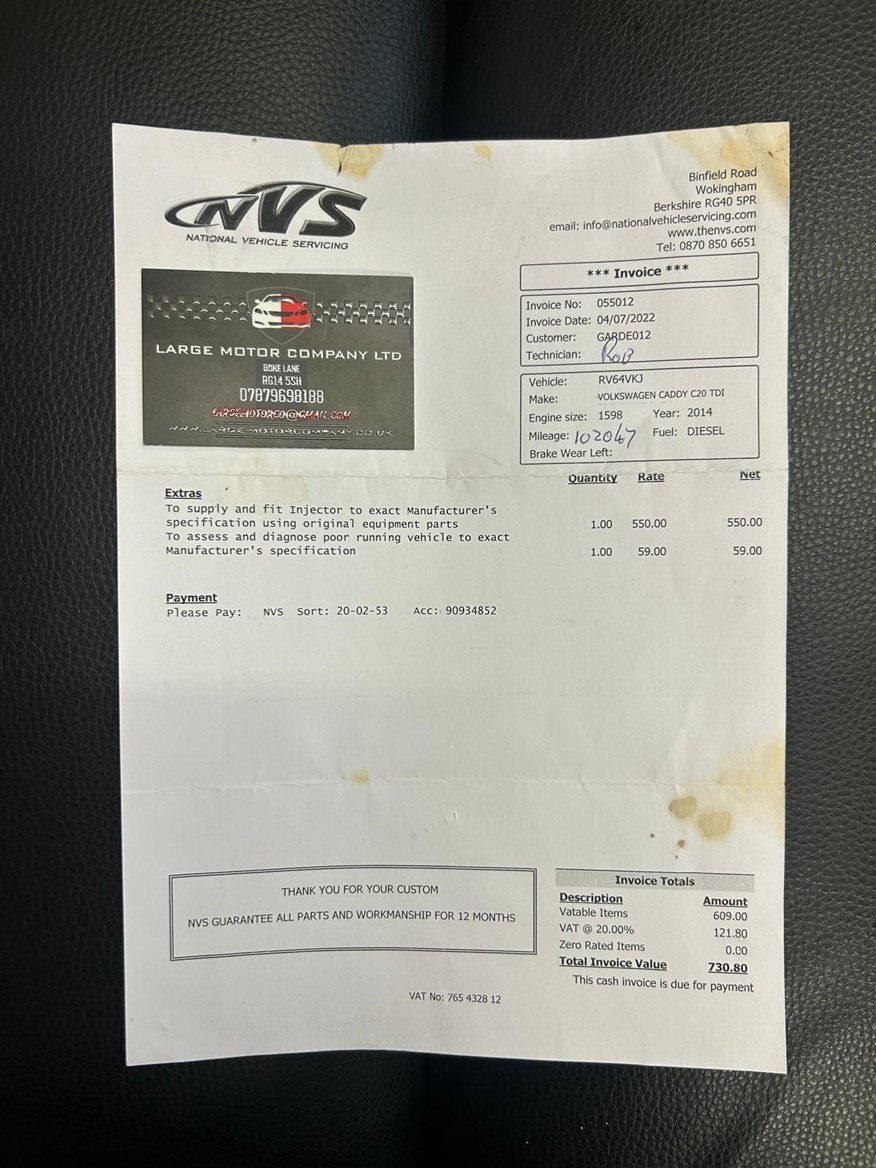 NVS
NATIONAL VEHICLE SERVICING
Binfield Road
Wokingham
Berkshire RG40 5PR
email: info@nationalvehicleservicing.com
www.thenvs.com
Tel: 0870 850 6651
LARGE MOTOR COMPANY LTD
BONE LANE
RG14 5SH
07879698188
LARGEMOTORCO@GMAIL.COM
WWW.LARGEMOTORCOMPANY.CO.UK
*** Invoice ***
Invoice No: 055012
Invoice Date: 04/07/2022
Customer: GARDE012
Technician: Rob
Vehicle: RV64VKJ
Make: VOLKSWAGEN CADDY C20 TDI
Engine size: 1598 Year: 2014
Mileage: 102047 Fuel: DIESEL
Brake Wear Left:
Quantity Rate Net
Extras
To supply and fit Injector to exact Manufacturer's
specification using original equipment parts 1.00 550.00 550.00
To assess and diagnose poor running vehicle to exact
Manufacturer's specification 1.00 59.00 59.00
Payment
Please Pay: NVS Sort: 20-02-53 Acc: 90934852
THANK YOU FOR YOUR CUSTOM
NVS GUARANTEE ALL PARTS AND WORKMANSHIP FOR 12 MONTHS
Invoice Totals
Description Amount
Vatable Items 609.00
VAT @ 20.00% 121.80
Zero Rated Items 0.00
Total Invoice Value 730.80
This cash invoice is due for payment
VAT No: 765 4328 12